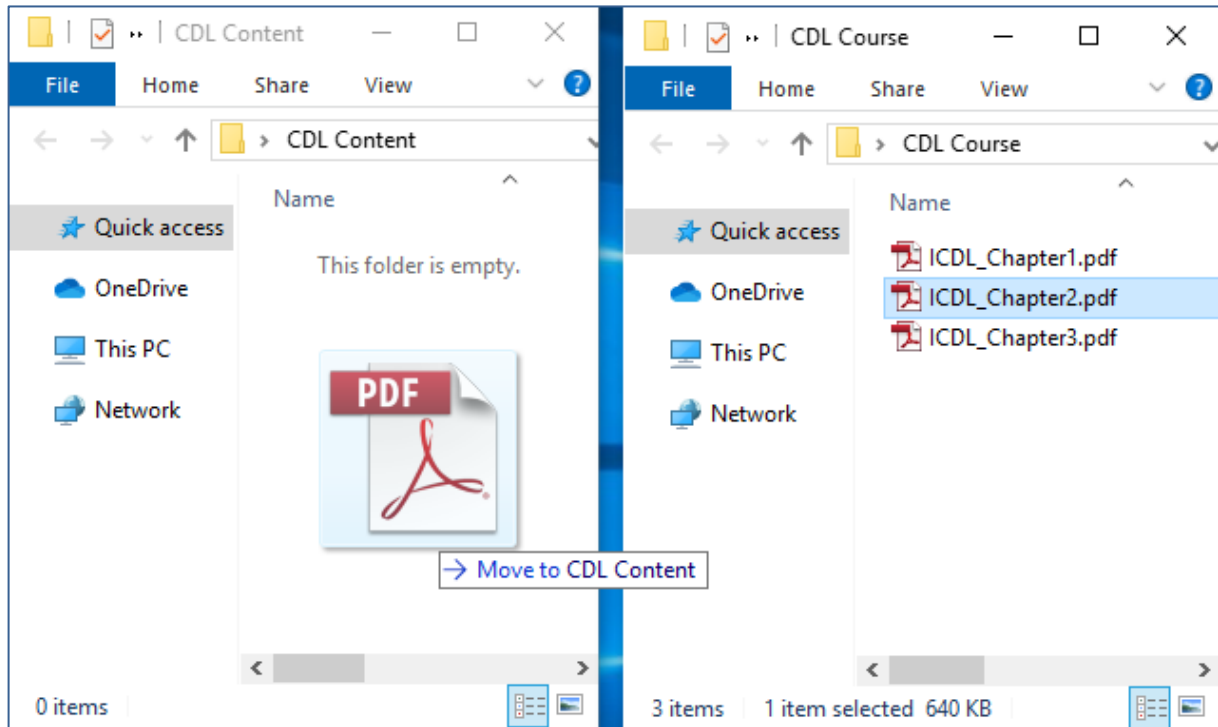 CDL Content
File Home Share View
CDL Content
Name
Quick access
This folder is empty.
OneDrive
This PC
PDF
Network
Move to CDL Content
0 items
CDL Course
File Home Share View
CDL Course
Name
Quick access
ICDL_Chapter1.pdf
OneDrive
ICDL_Chapter2.pdf
ICDL_Chapter3.pdf
This PC
Network
3 items 1 item selected 640 KB